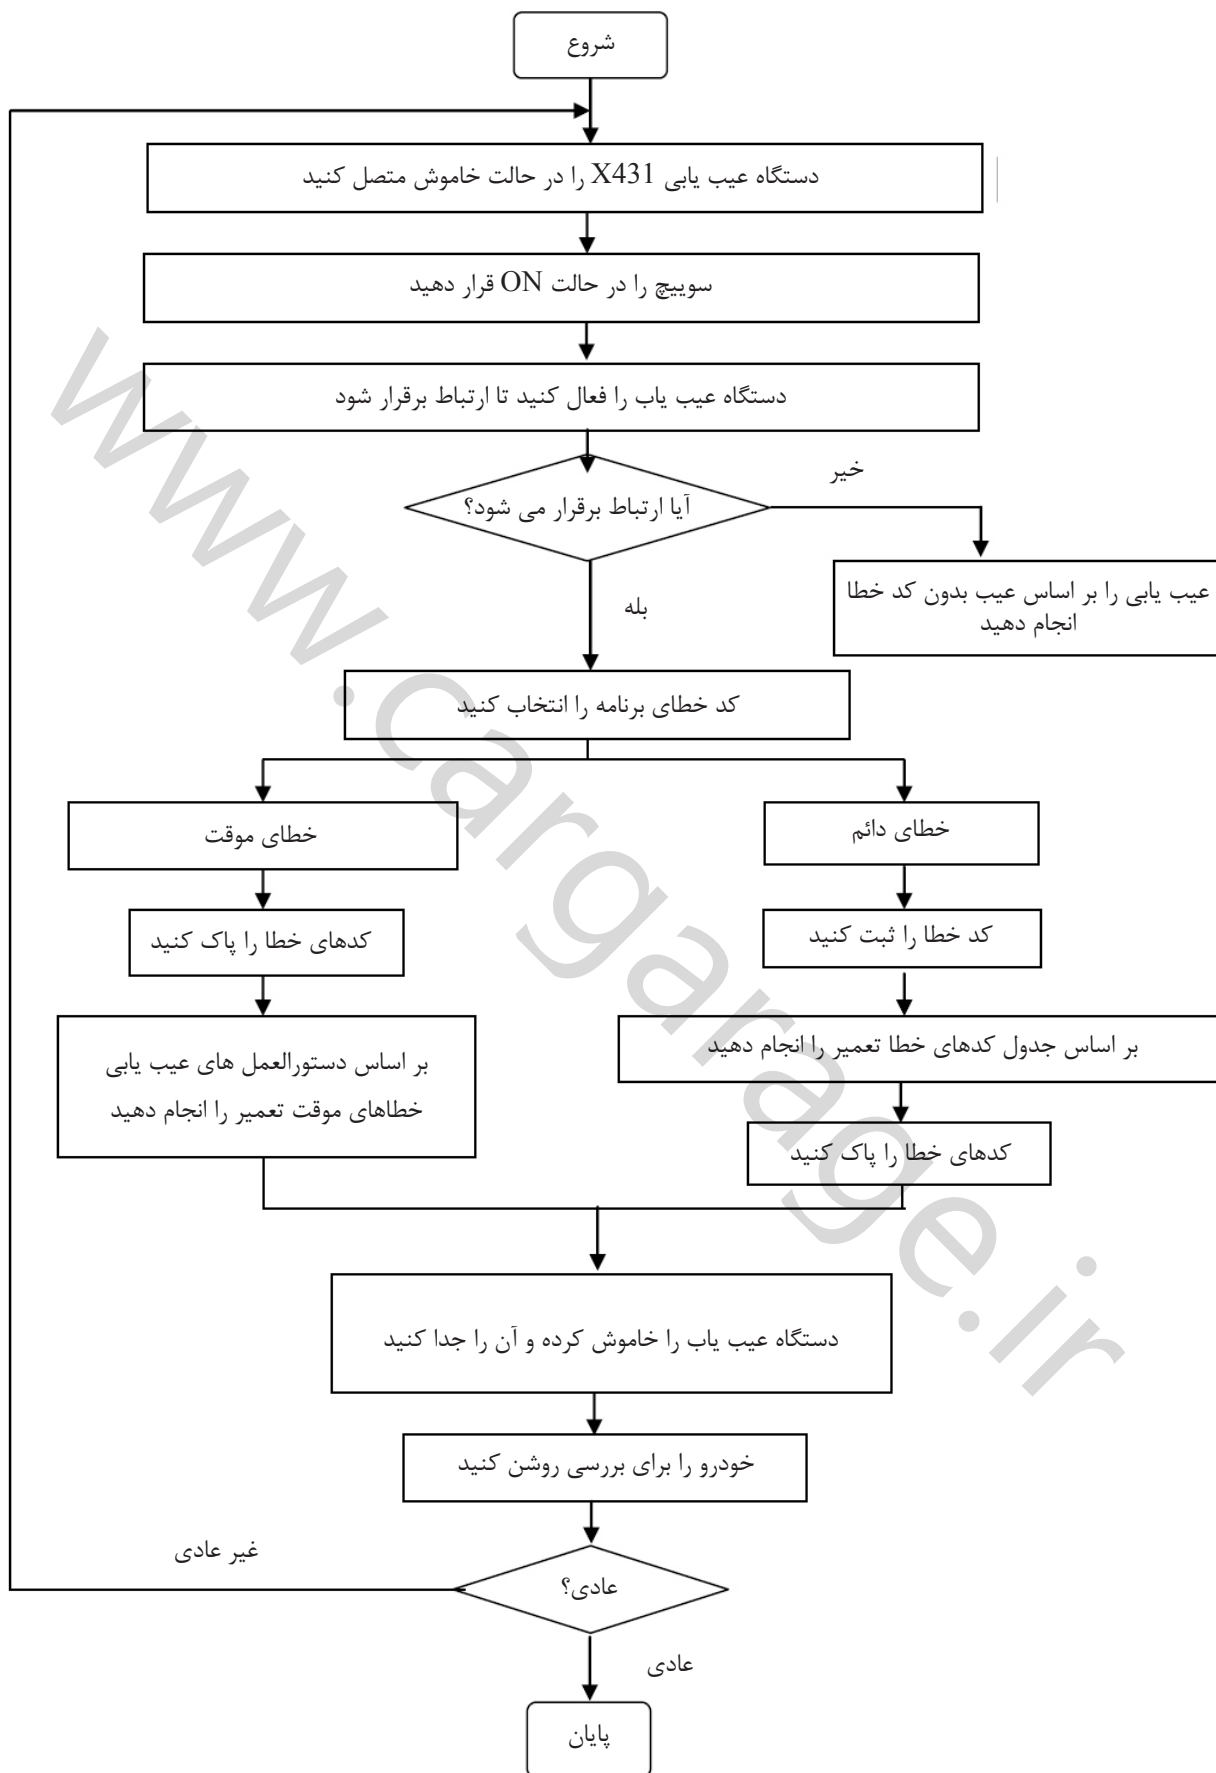 شروع
دستگاه عیب یابی X431 را در حالت خاموش متصل کنید
سوییچ را در حالت ON قرار دهید
دستگاه عیب یاب را فعال کنید تا ارتباط برقرار شود
خیر
آیا ارتباط برقرار می شود؟
عیب یابی را بر اساس عیب بدون کد خطا
انجام دهید
بله
کد خطای برنامه را انتخاب کنید
خطای دائم
خطای موقت
کد خطا را ثبت کنید
کدهای خطا را پاک کنید
بر اساس جدول کدهای خطا تعمیر را انجام دهید
بر اساس دستورالعمل های عیب یابی
خطاهای موقت تعمیر را انجام دهید
کدهای خطا را پاک کنید
دستگاه عیب یاب را خاموش کرده و آن را جدا کنید
خودرو را برای بررسی روشن کنید
غیر عادی
عادی؟
عادی
پایان
www.cargarage.ir